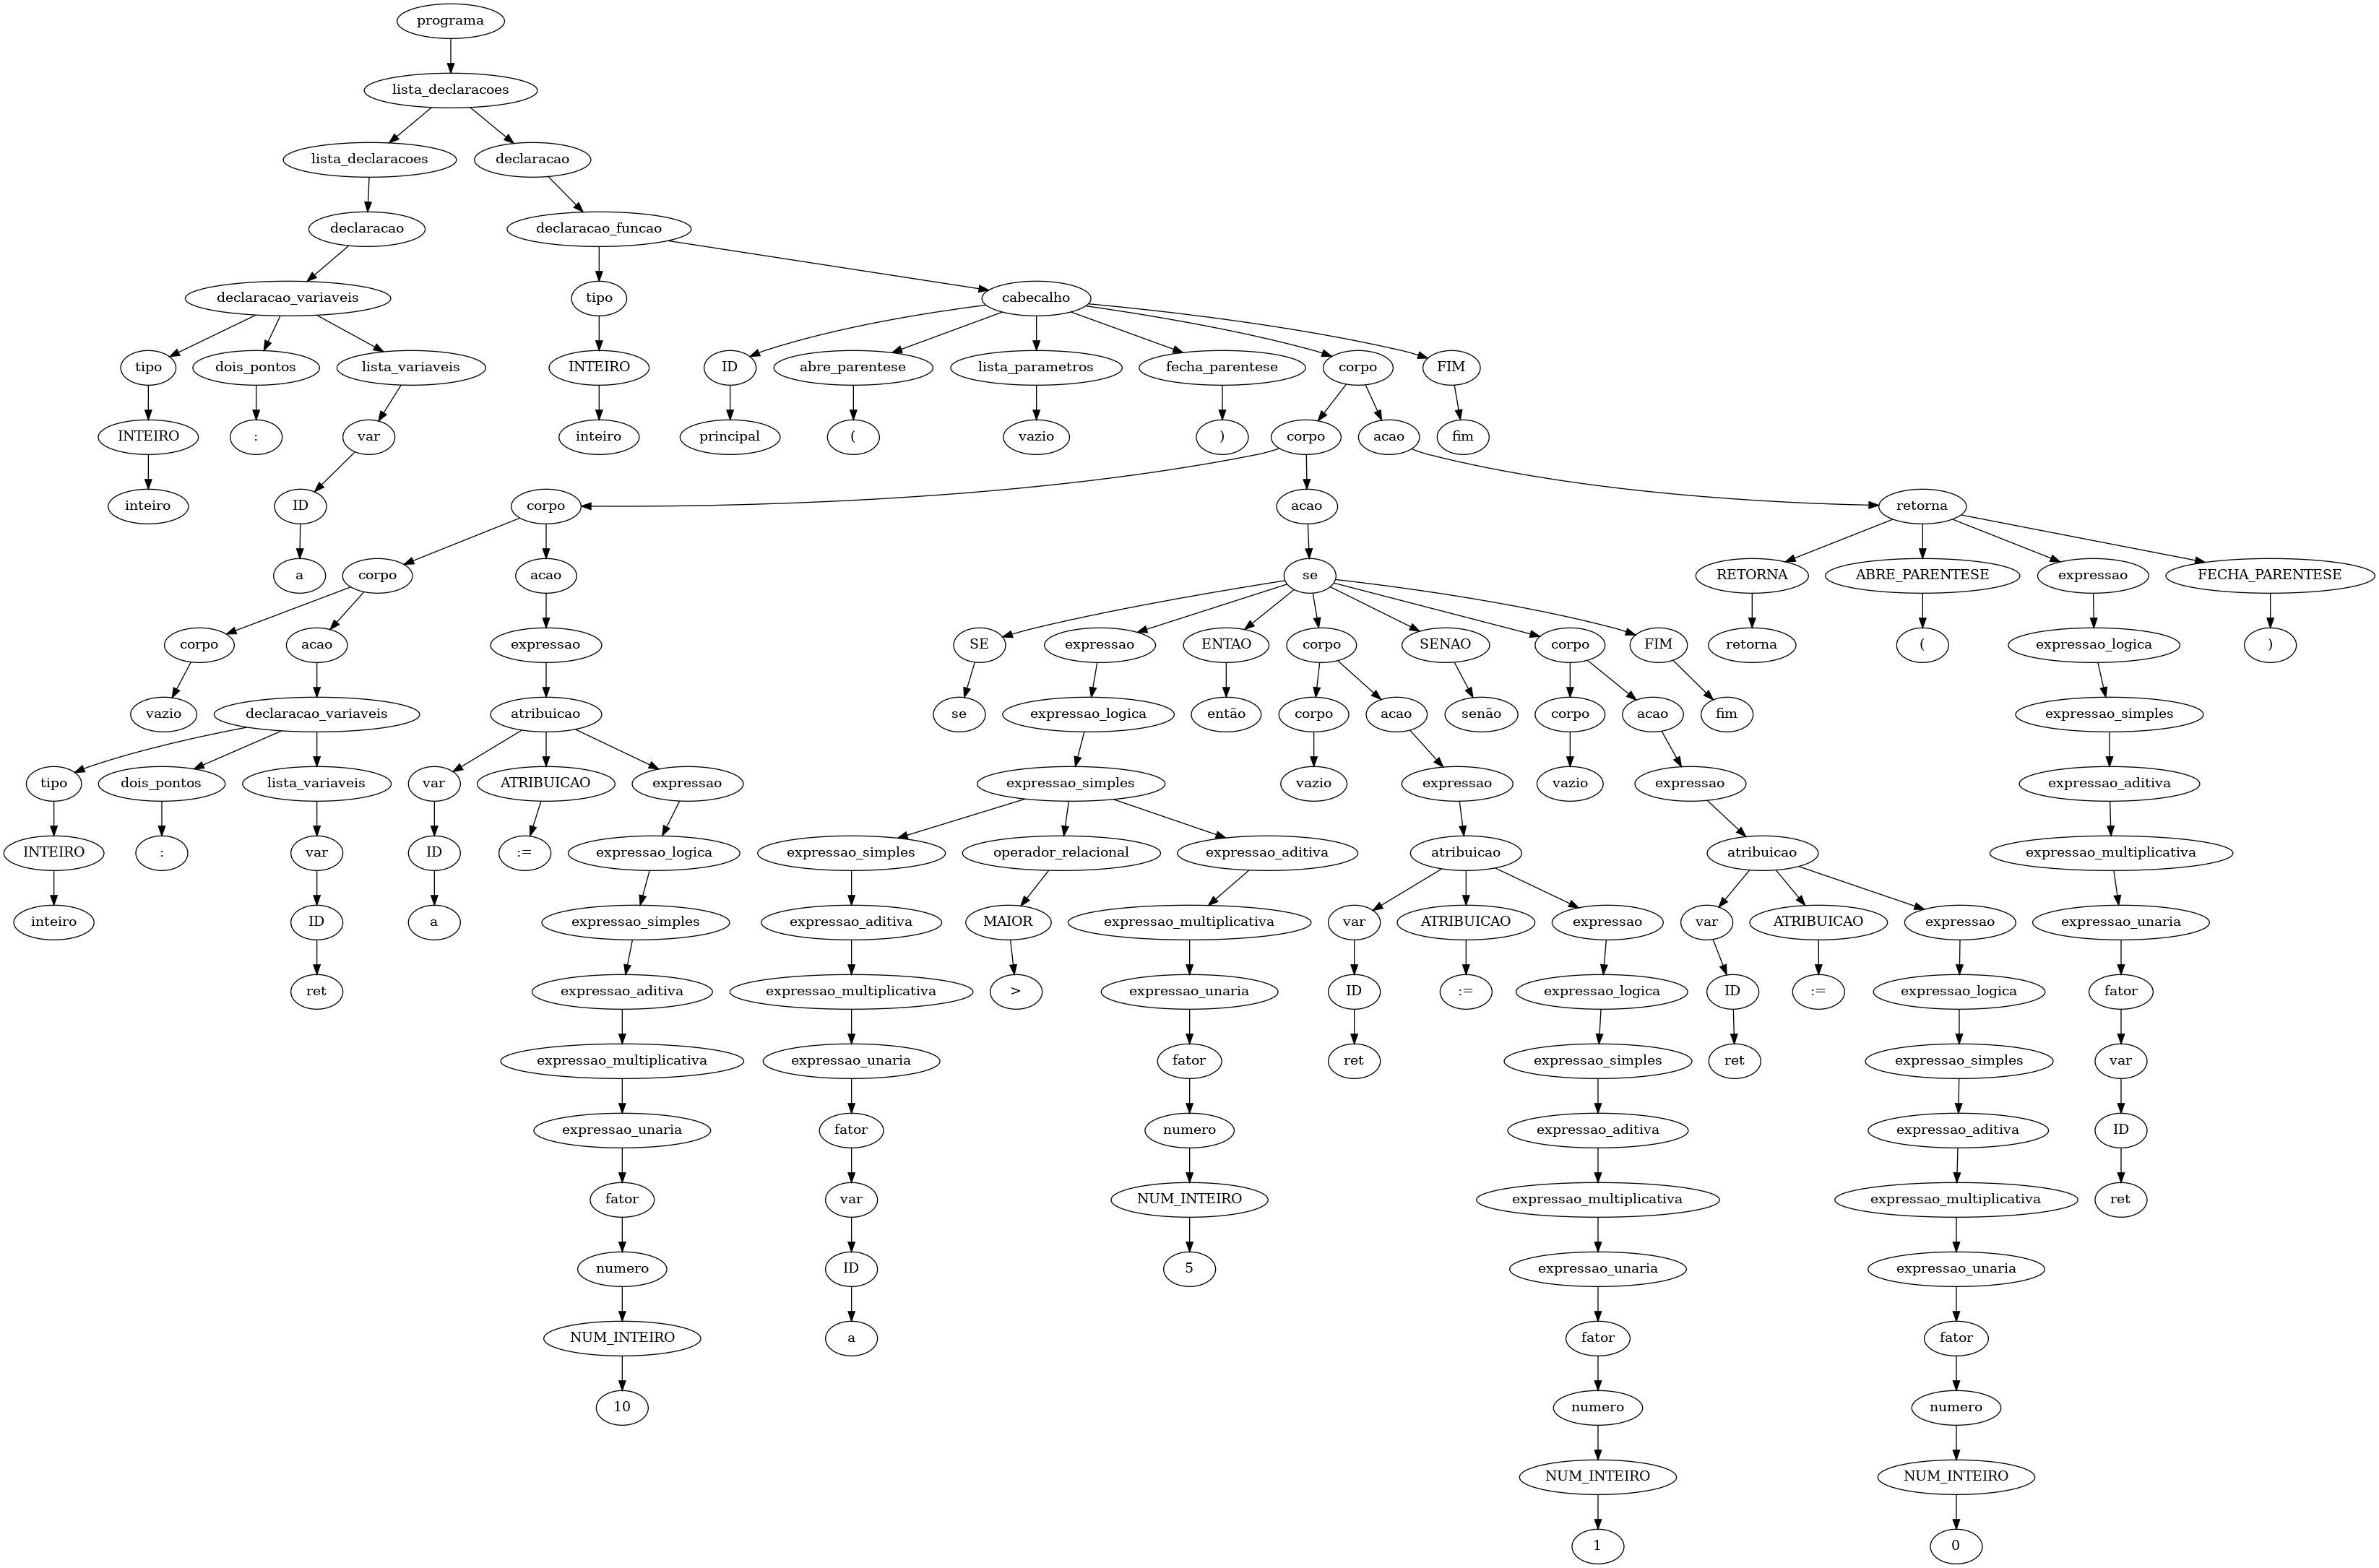 programa
lista_declaracoes
lista_declaracoes declaracao
declaracao declaracao_funcao
declaracao_variaveis tipo cabecalho
tipo dois_pontos lista_variaveis INTEIRO ID abre_parentese lista_parametros fecha_parentese corpo FIM
INTEIRO : var inteiro principal ( vazio ) corpo acao fim
inteiro ID corpo acao retorna
a corpo acao se RETORNA ABRE_PARENTESE expressao FECHA_PARENTESE
corpo acao expressao SE expressao ENTAO corpo SENAO corpo FIM retorna ( expressao_logica )
vazio declaracao_variaveis atribuicao se expressao_logica então corpo acao senão corpo acao fim expressao_simples
tipo dois_pontos lista_variaveis var ATRIBUICAO expressao expressao_simples vazio expressao vazio expressao expressao_aditiva
INTEIRO : var ID := expressao_logica expressao_simples operador_relacional expressao_aditiva atribuicao atribuicao expressao_multiplicativa
inteiro ID a expressao_simples expressao_aditiva MAIOR expressao_multiplicativa var ATRIBUICAO expressao var ATRIBUICAO expressao expressao_unaria
ret expressao_aditiva expressao_multiplicativa > expressao_unaria ID := expressao_logica ID := expressao_logica fator
expressao_multiplicativa expressao_unaria fator ret expressao_simples ret expressao_simples var
expressao_unaria fator numero expressao_aditiva expressao_aditiva ID
fator var NUM_INTEIRO expressao_multiplicativa expressao_multiplicativa ret
numero ID 5 expressao_unaria expressao_unaria
NUM_INTEIRO a fator fator
10 numero numero
NUM_INTEIRO NUM_INTEIRO
1 0